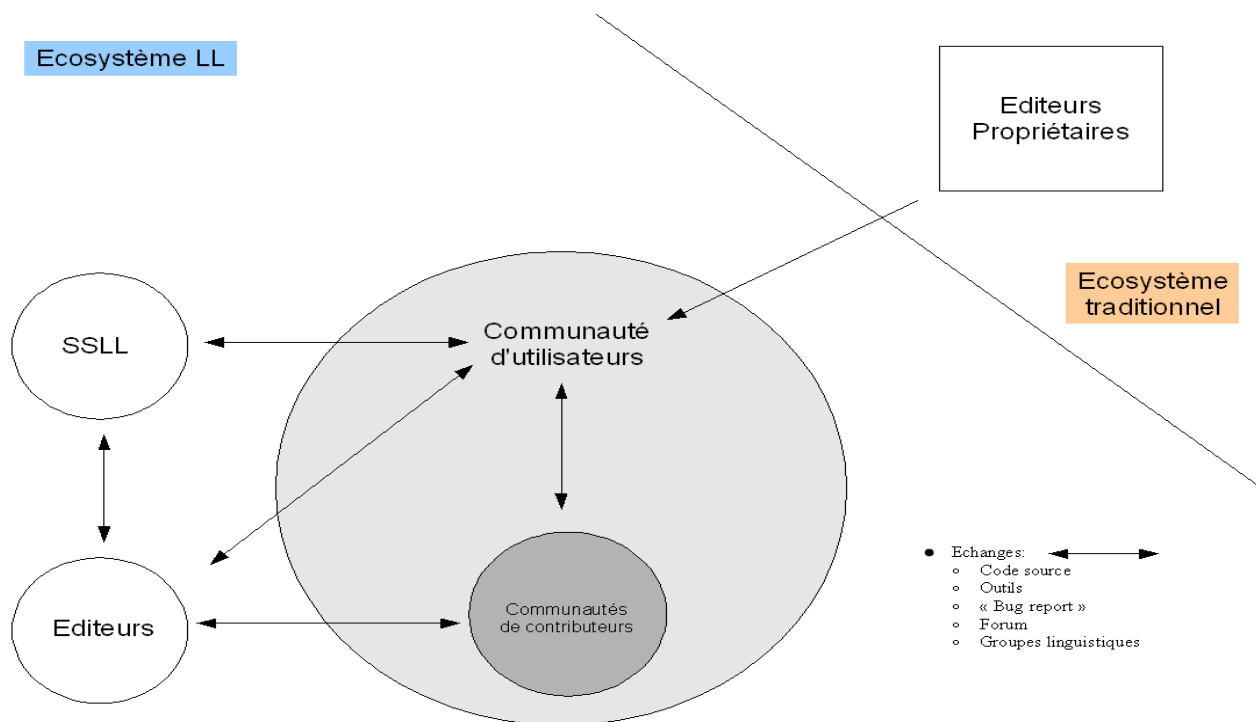 Ecosystème LL
Editeurs
Propriétaires
Ecosystème
traditionnel
SSLL
Communauté
d'utilisateurs
Editeurs
Communautés
de contributeurs
Echanges:
Code source
Outils
« Bug report »
Forum
Groupes linguistiques